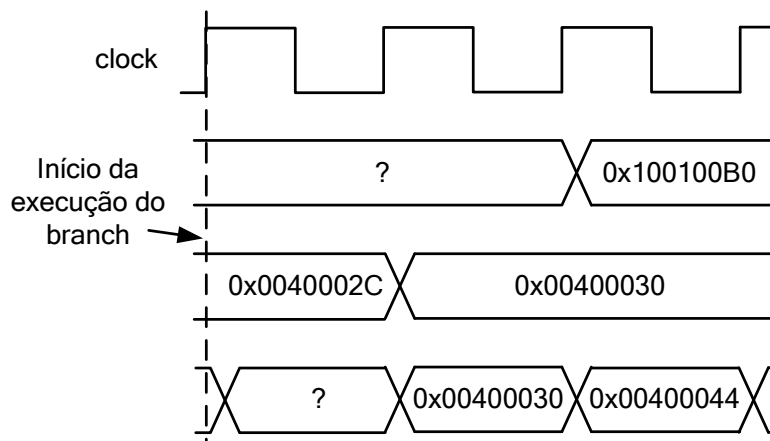 clock
Início da
execução do
branch
? 0x100100B0
0x0040002C 0x00400030
? 0x00400030 0x00400044